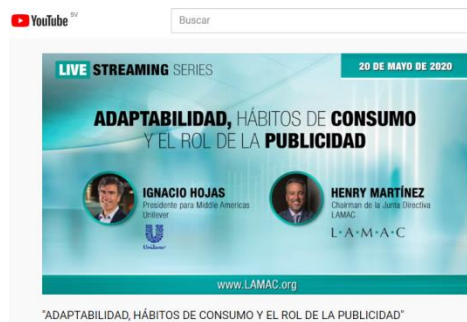 YouTube SV
Buscar
LIVE STREAMING SERIES
20 DE MAYO DE 2020
ADAPTABILIDAD, HÁBITOS DE CONSUMO
Y EL ROL DE LA PUBLICIDAD
IGNACIO HOJAS
Presidente para Middle Americas
Unilever
Unilever
HENRY MARTÍNEZ
Chairman de la Junta Directiva
LAMAC
L·A·M·A·C
www.LAMAC.org
"ADAPTABILIDAD, HÁBITOS DE CONSUMO Y EL ROL DE LA PUBLICIDAD"